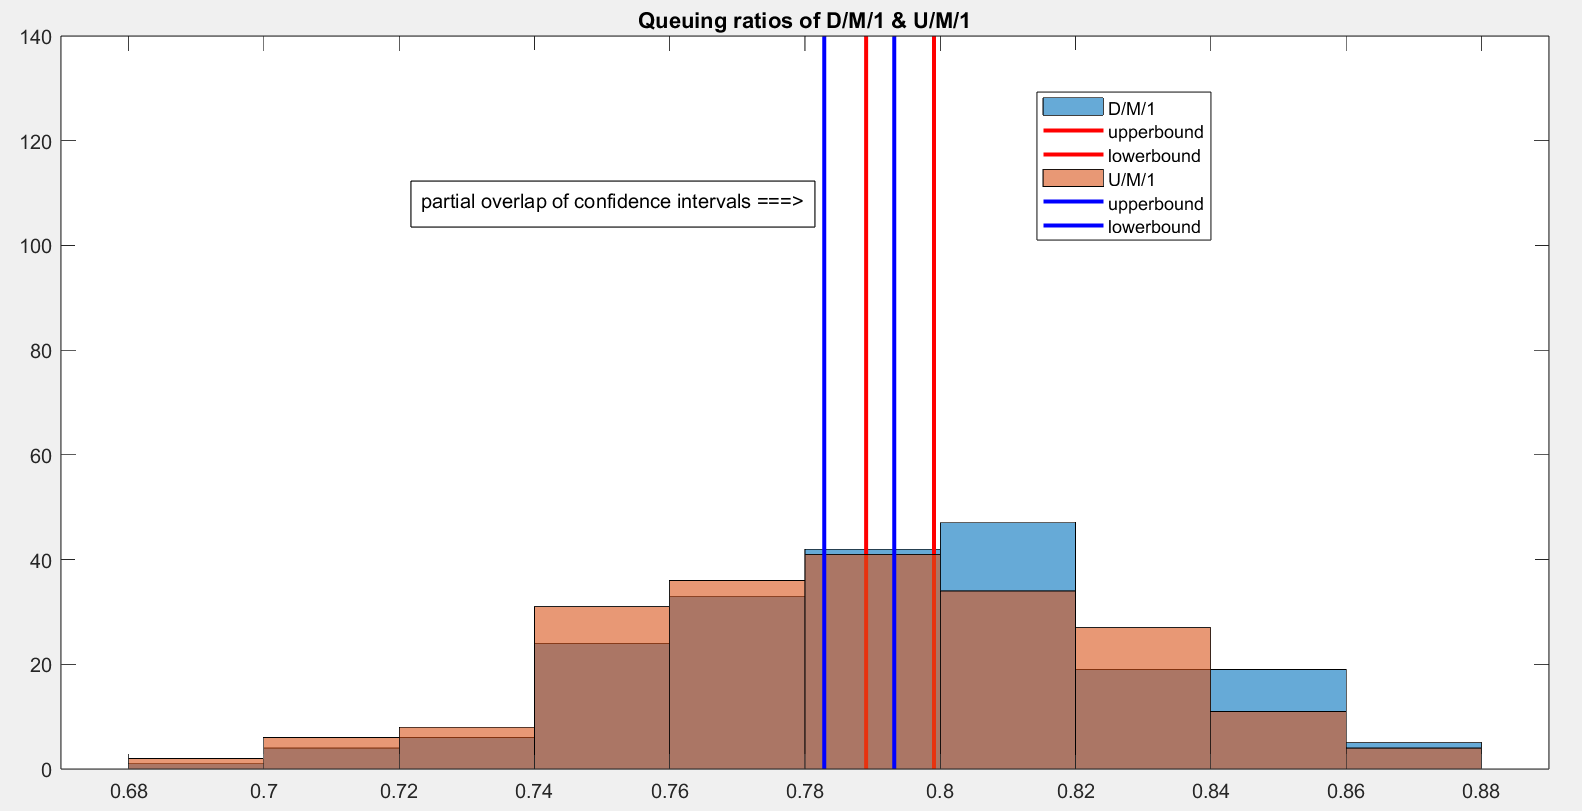 Queuing ratios of D/M/1 & U/M/1
140
120
100
80
60
40
20
0
partial overlap of confidence intervals ===>
D/M/1
upperbound
lowerbound
U/M/1
upperbound
lowerbound
0.68 0.7 0.72 0.74 0.76 0.78 0.8 0.82 0.84 0.86 0.88